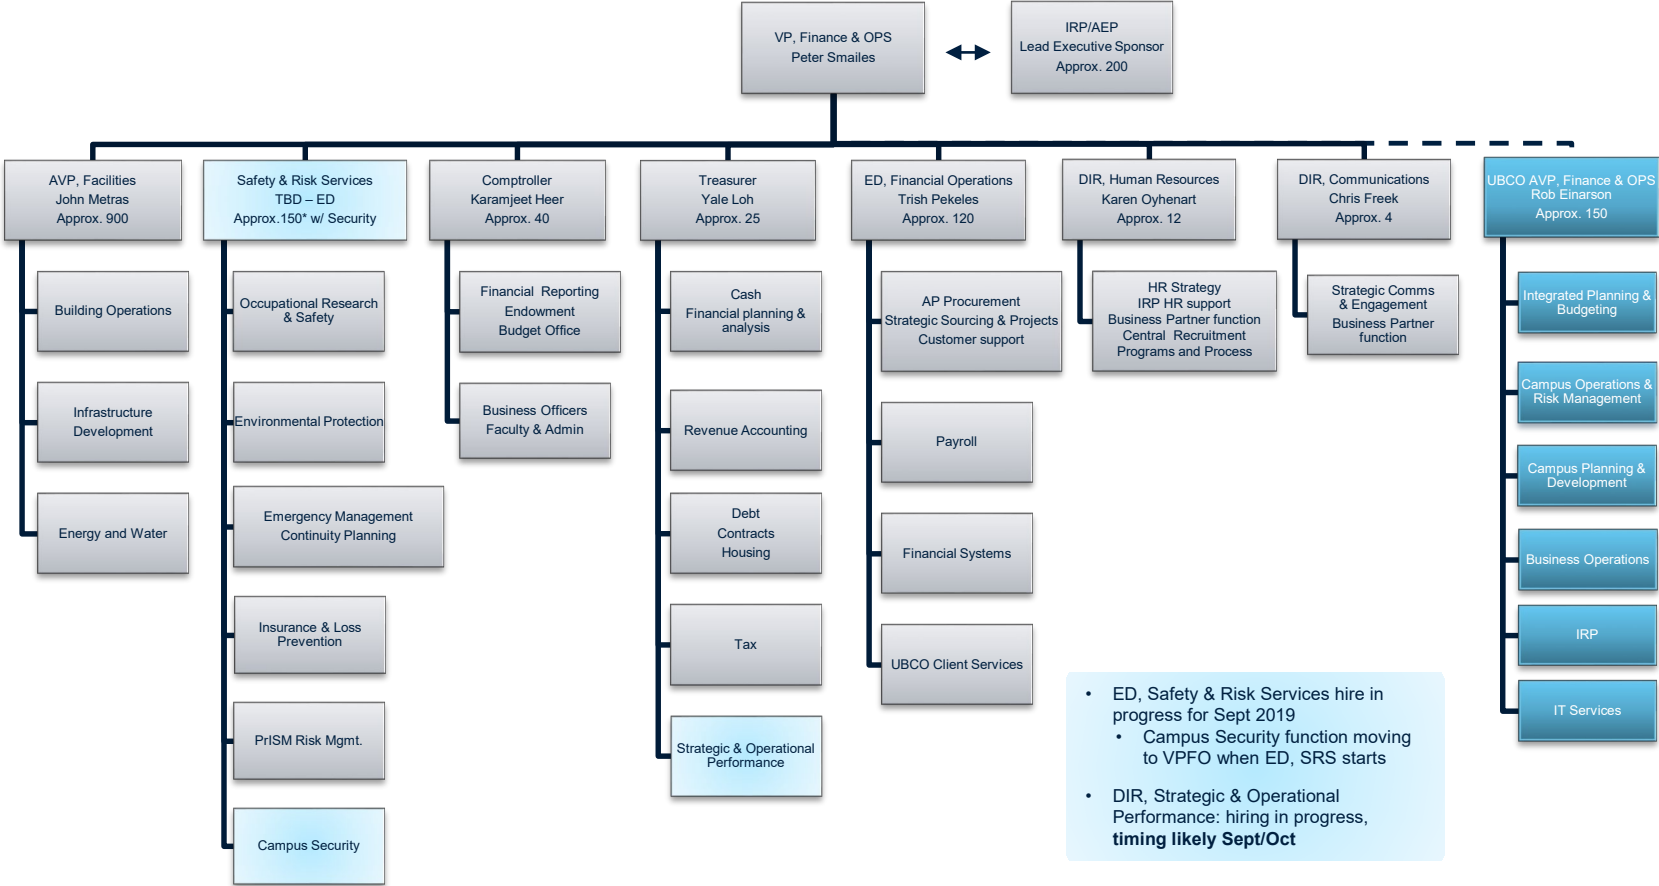 VP, Finance & OPS
Peter Smailes
IRP/AEP
Lead Executive Sponsor
Approx. 200
AVP, Facilities
John Metras
Approx. 900
Building Operations
Infrastructure
Development
Energy and Water
Safety & Risk Services
TBD – ED
Approx.150* w/ Security
Occupational Research
& Safety
Environmental Protection
Emergency Management
Continuity Planning
Insurance & Loss
Prevention
PrISM Risk Mgmt.
Campus Security
Comptroller
Karamjeet Heer
Approx. 40
Financial Reporting
Endowment
Budget Office
Business Officers
Faculty & Admin
Treasurer
Yale Loh
Approx. 25
Cash
Financial planning &
analysis
Revenue Accounting
Debt
Contracts
Housing
Tax
Strategic & Operational
Performance
ED, Financial Operations
Trish Pekeles
Approx. 120
AP Procurement
Strategic Sourcing & Projects
Customer support
Payroll
Financial Systems
UBCO Client Services
DIR, Human Resources
Karen Oyhenart
Approx. 12
HR Strategy
IRP HR support
Business Partner function
Central Recruitment
Programs and Process
DIR, Communications
Chris Freek
Approx. 4
Strategic Comms
& Engagement
Business Partner
function
UBCO AVP, Finance & OPS
Rob Einarson
Approx. 150
Integrated Planning &
Budgeting
Campus Operations &
Risk Management
Campus Planning &
Development
Business Operations
IRP
IT Services
• ED, Safety & Risk Services hire in
progress for Sept 2019
• Campus Security function moving
to VPFO when ED, SRS starts
• DIR, Strategic & Operational
Performance: hiring in progress,
timing likely Sept/Oct